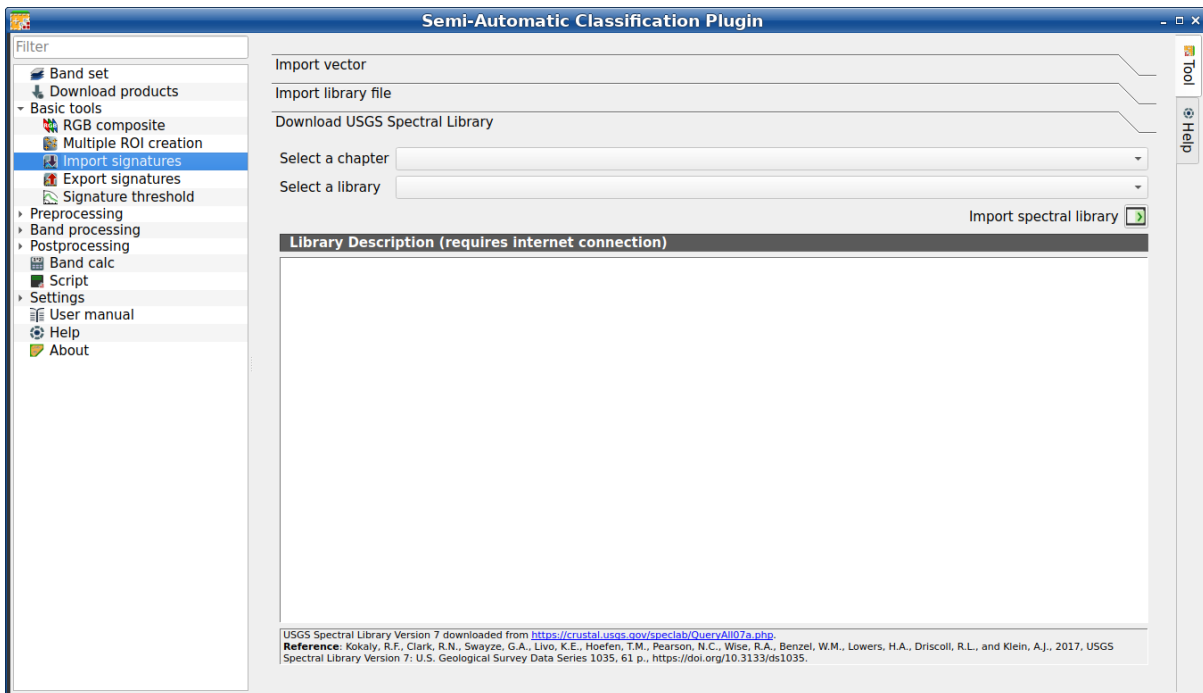 Semi-Automatic Classification Plugin
Filter
Band set
Download products
Basic tools
RGB composite
Multiple ROI creation
Import signatures
Export signatures
Signature threshold
Preprocessing
Band processing
Postprocessing
Band calc
Script
Settings
User manual
Help
About
Import vector
Import library file
Download USGS Spectral Library
Select a chapter
Select a library
Import spectral library
Library Description (requires internet connection)
USGS Spectral Library Version 7 downloaded from https://crustal.usgs.gov/speclab/QueryAll07a.php.
Reference: Kokaly, R.F., Clark, R.N., Swayze, G.A., Livo, K.E., Hoefen, T.M., Pearson, N.C., Wise, R.A., Benzel, W.M., Lowers, H.A., Driscoll, R.L., and Klein, A.J., 2017, USGS
Spectral Library Version 7: U.S. Geological Survey Data Series 1035, 61 p., https://doi.org/10.3133/ds1035.
Tool
Help